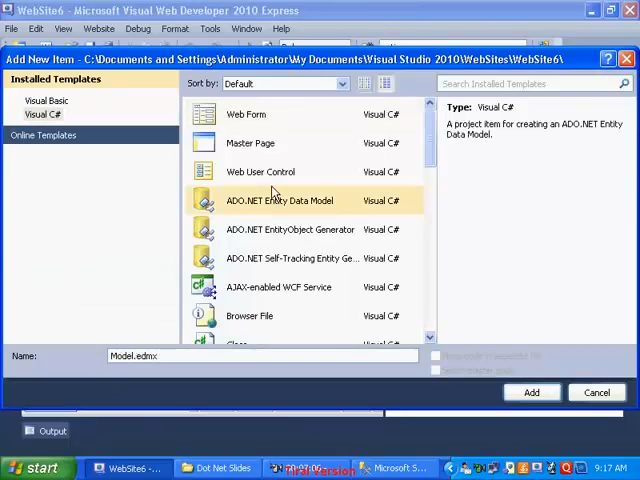 WebSite6 - Microsoft Visual Web Developer 2010 Express
File Edit View Website Debug Format Tools Window Help
Add New Item - C:\Documents and Settings\Administrator\My Documents\Visual Studio 2010\WebSites\WebSite6\
Installed Templates
Sort by: Default
Search Installed Templates
Visual Basic
Visual C#
Online Templates
Web Form Visual C#
Master Page Visual C#
Web User Control Visual C#
ADO.NET Entity Data Model Visual C#
ADO.NET EntityObject Generator Visual C#
ADO.NET Self-Tracking Entity Ge... Visual C#
AJAX-enabled WCF Service Visual C#
Browser File Visual C#
Type: Visual C#
A project item for creating an ADO.NET Entity
Data Model.
Name: Model.edmx
Add Cancel
Output
start WebSite6 -... Dot Net Slides 00:07:06 Microsoft S... 9:17 AM
Tiral Version